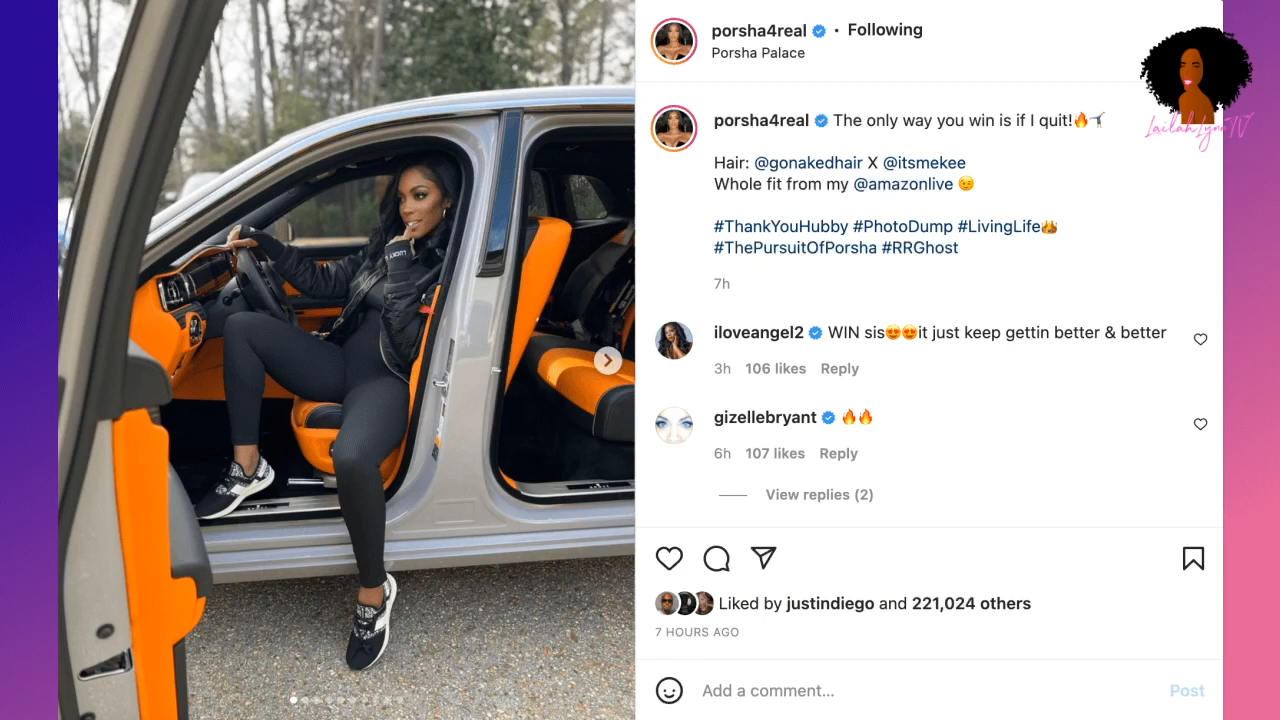 porsha4real • Following
Porsha Palace
LailahLynnTV
porsha4real The only way you win is if I quit!🔥
Hair: @gonakedhair X @itsmekee
Whole fit from my @amazonlive 😉
#ThankYouHubby #PhotoDump #LivingLife
#ThePursuitOfPorsha #RRGhost
7h
iloveangel2 WIN sis😍😍it just keep gettin better & better
3h 106 likes Reply
gizellebryant 🔥🔥
6h 107 likes Reply
View replies (2)
Liked by justindiego and 221,024 others
7 HOURS AGO
Add a comment... Post